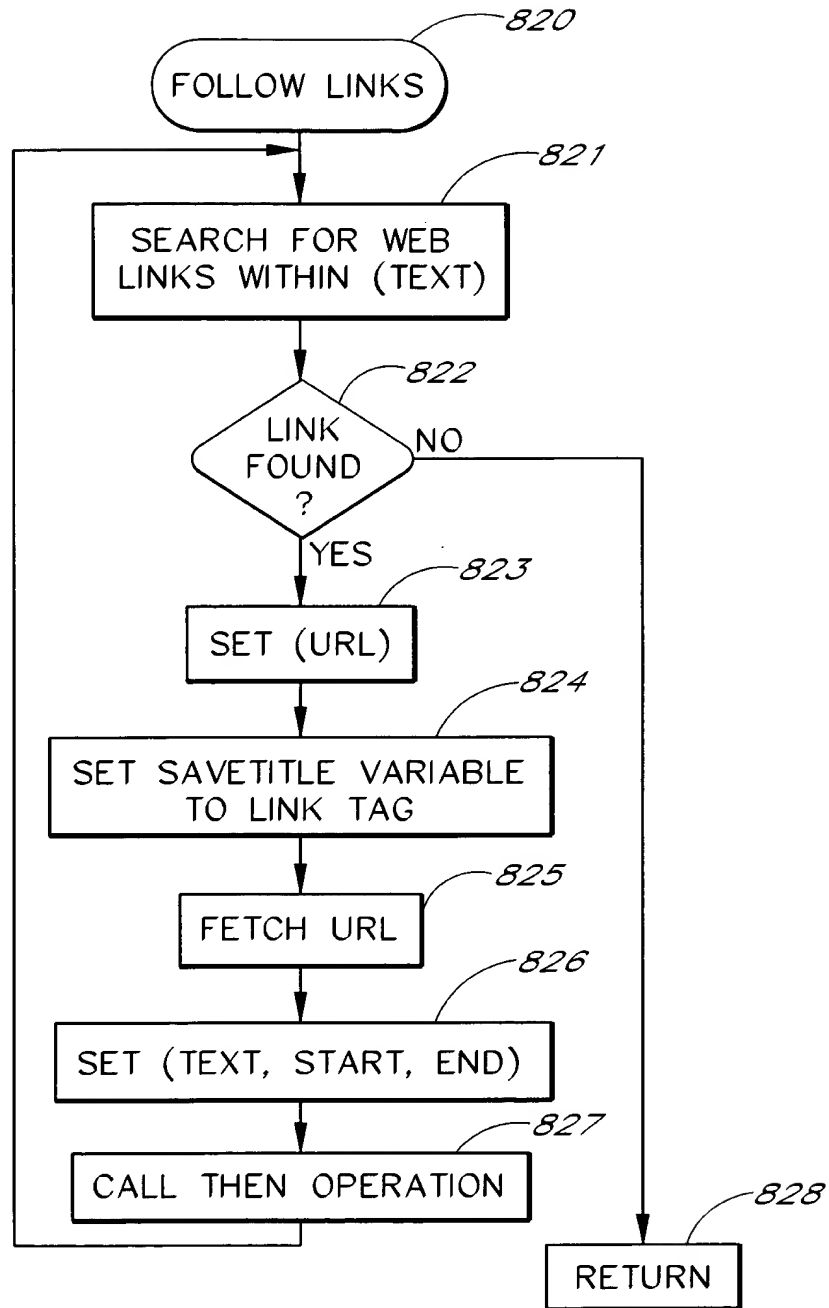 820
FOLLOW LINKS
821
SEARCH FOR WEB
LINKS WITHIN (TEXT)
822
LINK
FOUND
?
NO
YES
823
SET (URL)
824
SET SAVETITLE VARIABLE
TO LINK TAG
825
FETCH URL
826
SET (TEXT, START, END)
827
CALL THEN OPERATION
828
RETURN